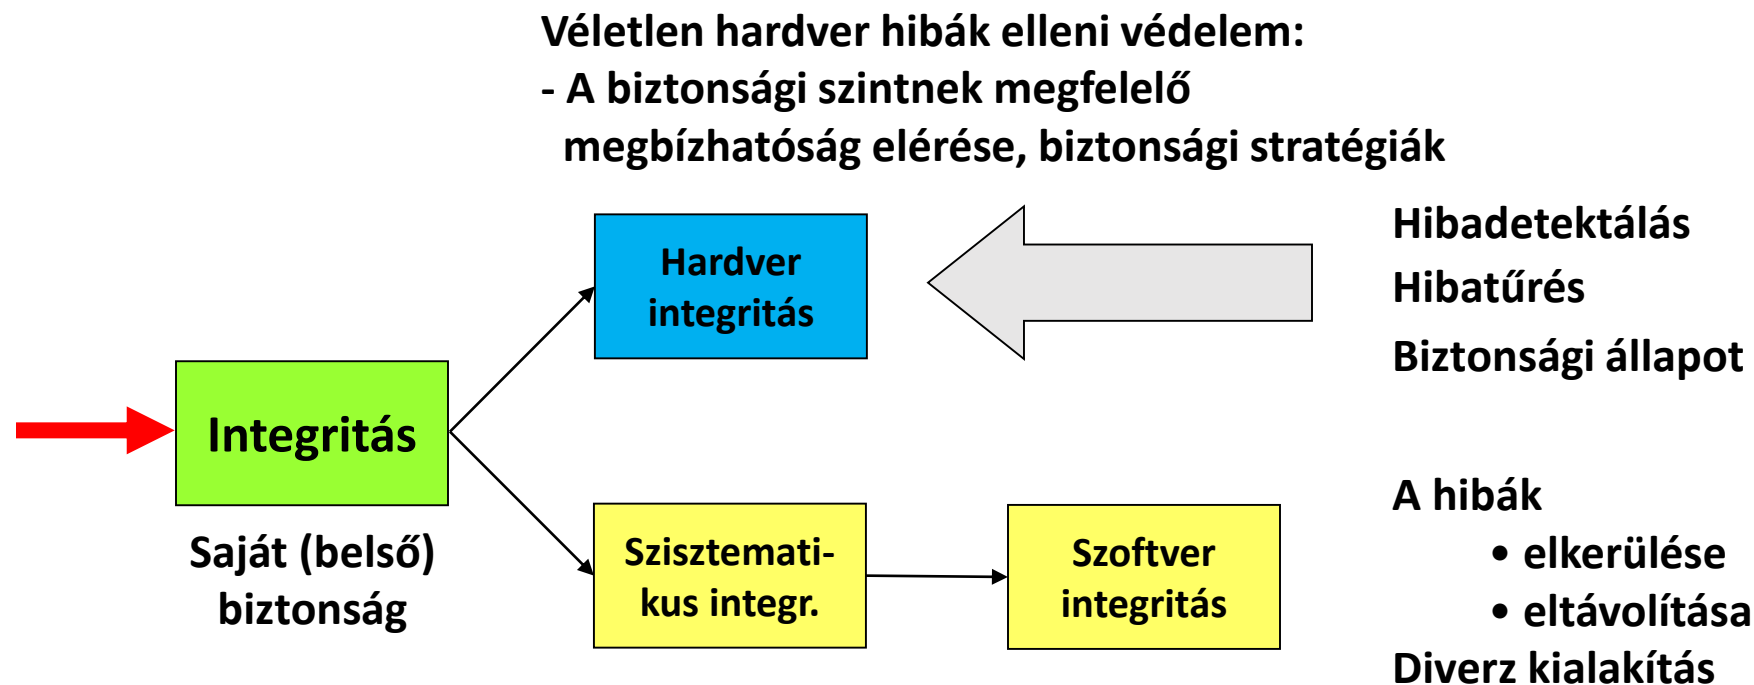 Véletlen hardver hibák elleni védelem:
- A biztonsági szintnek megfelelő
megbízhatóság elérése, biztonsági stratégiák
Hardver
integritás
Hibadetektálás
Hibatűrés
Biztonsági állapot
Integritás
Saját (belső)
biztonság
Szisztemati-
kus integr.
Szoftver
integritás
A hibák
• elkerülése
• eltávolítása
Diverz kialakítás